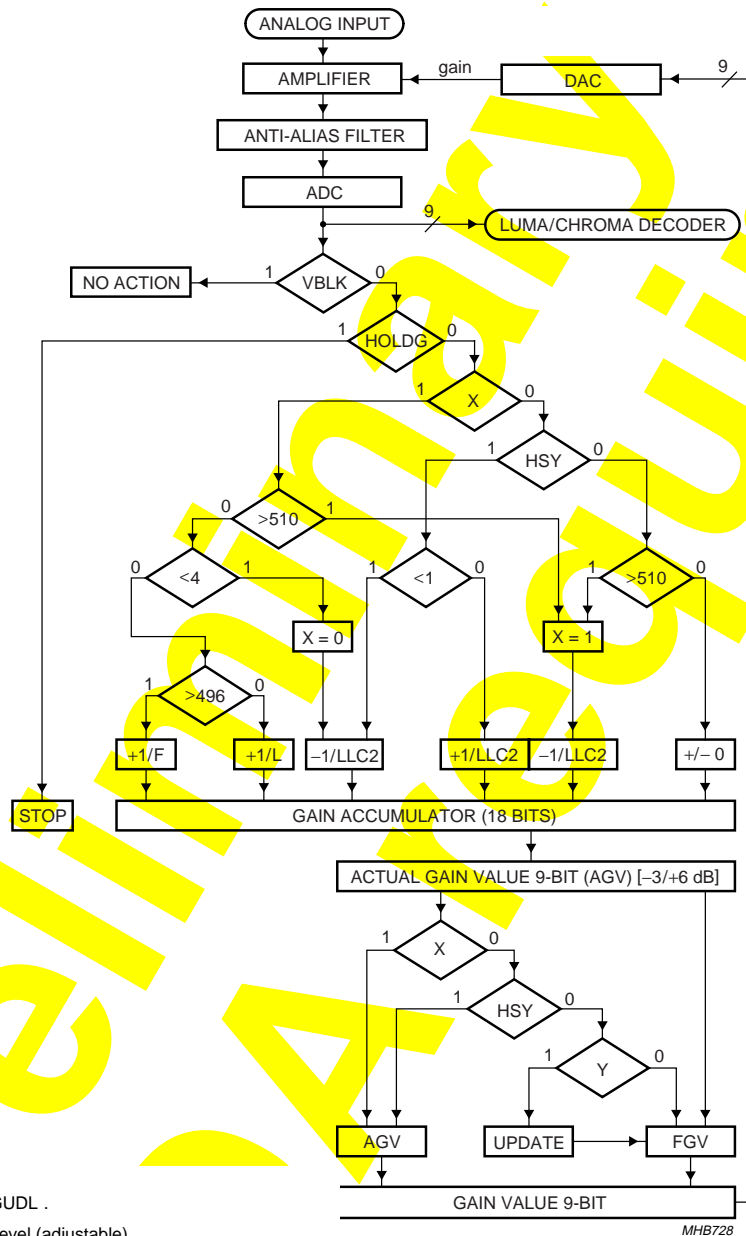 ANALOG INPUT
AMPLIFIER
gain
DAC
9
ANTI-ALIAS FILTER
ADC
9
LUMA/CHROMA DECODER
NO ACTION
1
VBLK
0
1
HOLDG
0
1
X
0
1
HSY
0
0
>510
1
0
<4
1
1
<1
0
1
>510
0
X = 0
X = 1
1
>496
0
+1/F
+1/L
−1/LLC2
+1/LLC2
−1/LLC2
+/− 0
STOP
GAIN ACCUMULATOR (18 BITS)
ACTUAL GAIN VALUE 9-BIT (AGV) [−3/+6 dB]
1
X
0
1
HSY
0
1
Y
0
AGV
UPDATE
FGV
GUDL .
GAIN VALUE 9-BIT
evel (adjustable)
MHB728